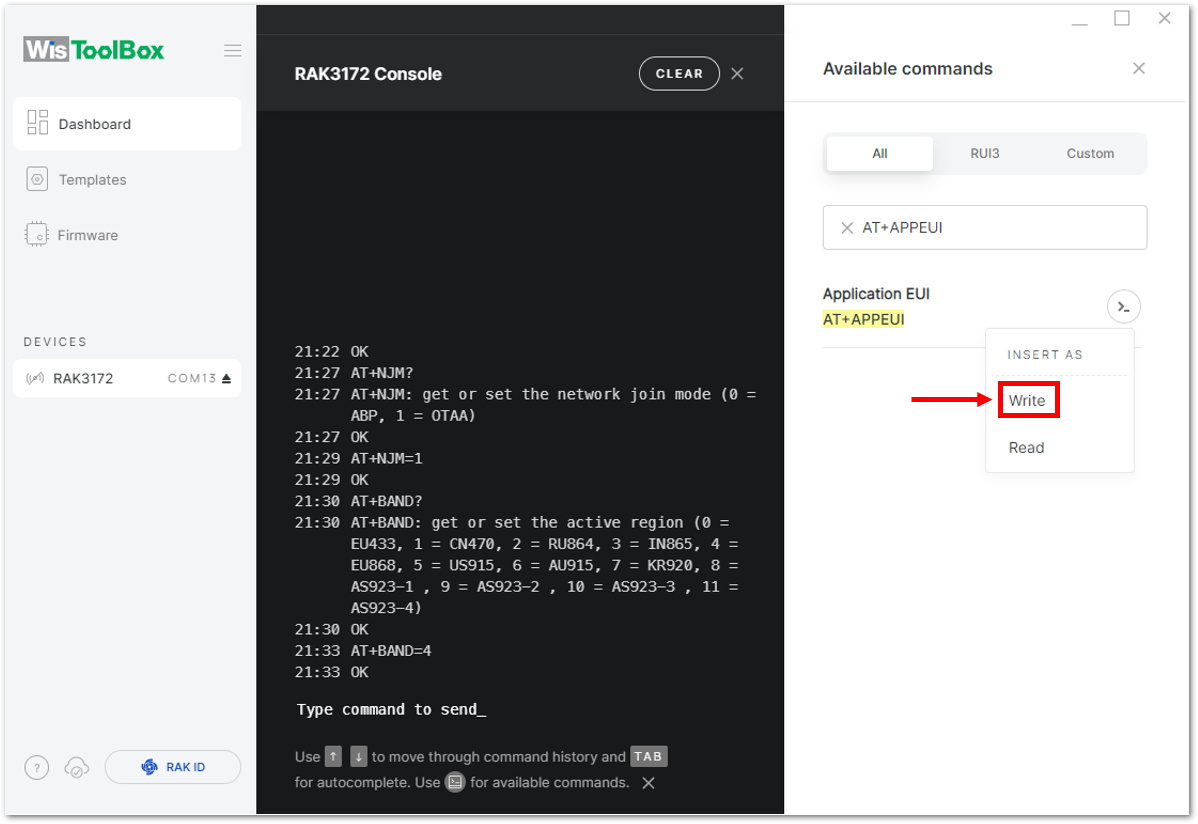 WisToolBox
Dashboard
Templates
Firmware
DEVICES
RAK3172 COM13
?
RAK ID
RAK3172 Console
CLEAR
21:22 OK
21:27 AT+NJM?
21:27 AT+NJM: get or set the network join mode (0 =
ABP, 1 = OTAA)
21:27 OK
21:29 AT+NJM=1
21:29 OK
21:30 AT+BAND?
21:30 AT+BAND: get or set the active region (0 =
EU433, 1 = CN470, 2 = RU864, 3 = IN865, 4 =
EU868, 5 = US915, 6 = AU915, 7 = KR920, 8 =
AS923-1 , 9 = AS923-2 , 10 = AS923-3 , 11 =
AS923-4)
21:30 OK
21:33 AT+BAND=4
21:33 OK
Type command to send_
Use ↑ ↓ to move through command history and TAB
for autocomplete. Use for available commands.
Available commands
All RUI3 Custom
AT+APPEUI
Application EUI
AT+APPEUI
INSERT AS
Write
Read